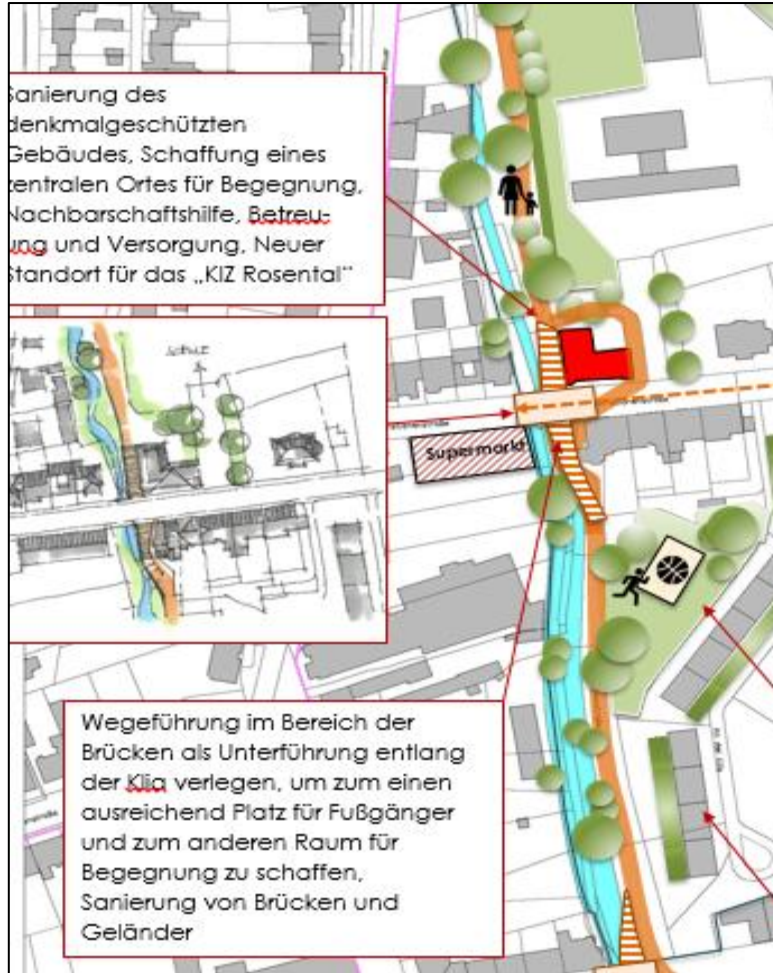 Sanierung des
denkmalgeschützten
Gebäudes, Schaffung eines
zentralen Ortes für Begegnung,
Nachbarschaftshilfe, Betreu-
ung und Versorgung, Neuer
Standort für das „KIZ Rosental“
Supermarkt
Wegeführung im Bereich der
Brücken als Unterführung entlang
der Klia verlegen, um zum einen
ausreichend Platz für Fußgänger
und zum anderen Raum für
Begegnung zu schaffen,
Sanierung von Brücken und
Geländer